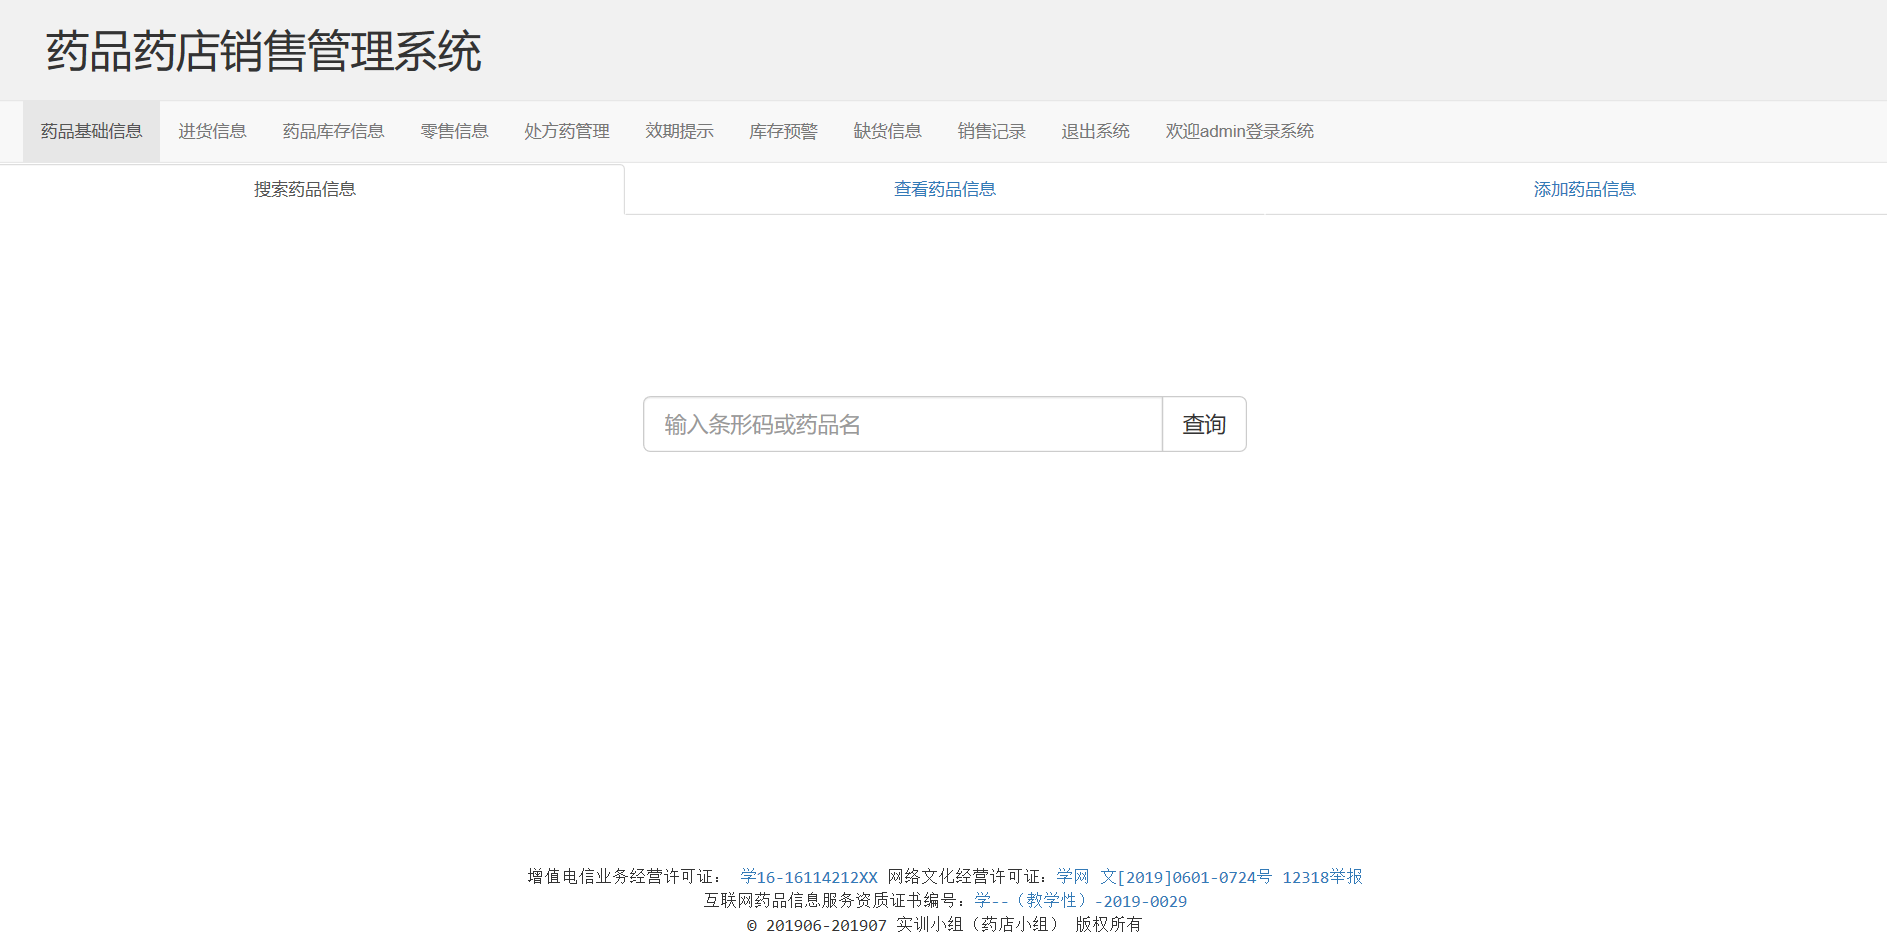 药品药店销售管理系统
药品基础信息 进货信息 药品库存信息 零售信息 处方药管理 效期提示 库存预警 缺货信息 销售记录 退出系统 欢迎admin登录系统
搜索药品信息 查看药品信息 添加药品信息
输入条形码或药品名 查询
增值电信业务经营许可证： 学16-16114212XX 网络文化经营许可证：学网 文[2019]0601-0724号 12318举报
互联网药品信息服务资质证书编号：学--（教学性）-2019-0029
© 201906-201907 实训小组（药店小组） 版权所有